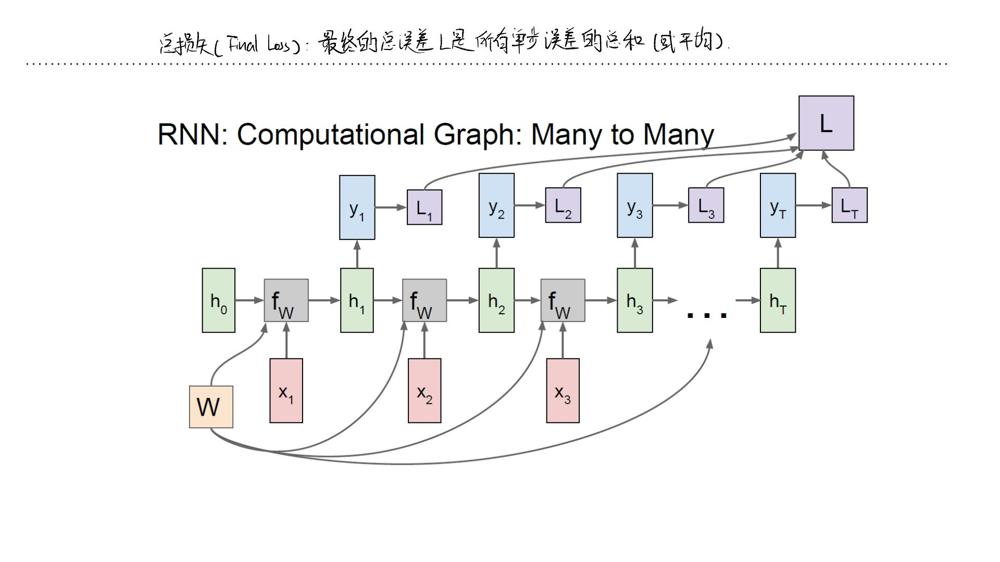 总损失(Final Loss): 最终的总误差L是所有单步误差的总和(或平均).
RNN: Computational Graph: Many to Many
L
y1 L1 y2 L2 y3 L3 yT LT
h0 fW h1 fW h2 fW h3 ... hT
W x1 x2 x3